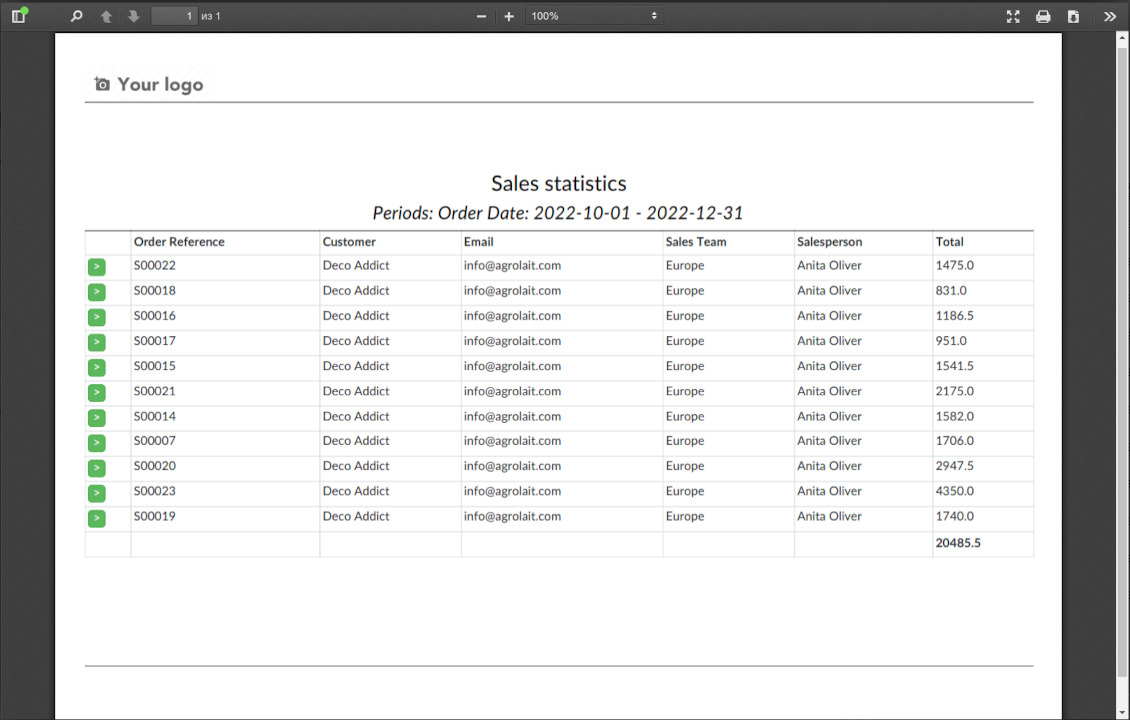 1 из 1 − + 100%
Your logo
Sales statistics
Periods: Order Date: 2022-10-01 - 2022-12-31
Order Reference Customer Email Sales Team Salesperson Total
> S00022 Deco Addict info@agrolait.com Europe Anita Oliver 1475.0
> S00018 Deco Addict info@agrolait.com Europe Anita Oliver 831.0
> S00016 Deco Addict info@agrolait.com Europe Anita Oliver 1186.5
> S00017 Deco Addict info@agrolait.com Europe Anita Oliver 951.0
> S00015 Deco Addict info@agrolait.com Europe Anita Oliver 1541.5
> S00021 Deco Addict info@agrolait.com Europe Anita Oliver 2175.0
> S00014 Deco Addict info@agrolait.com Europe Anita Oliver 1582.0
> S00007 Deco Addict info@agrolait.com Europe Anita Oliver 1706.0
> S00020 Deco Addict info@agrolait.com Europe Anita Oliver 2947.5
> S00023 Deco Addict info@agrolait.com Europe Anita Oliver 4350.0
> S00019 Deco Addict info@agrolait.com Europe Anita Oliver 1740.0
20485.5